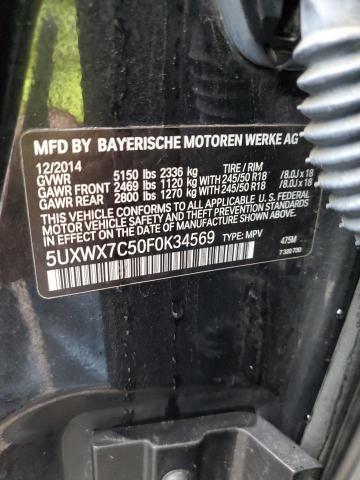 MFD BY BAYERISCHE MOTOREN WERKE AG
12/2014 TIRE / RIM
GVWR 5150 lbs 2336 kg
GAWR FRONT 2469 lbs 1120 kg WITH 245/50 R18 /8.0J x 18
GAWR REAR 2800 lbs 1270 kg WITH 245/50 R18 /8.0J x 18
THIS VEHICLE CONFORMS TO ALL APPLICABLE U.S. FEDERAL
MOTOR VEHICLE SAFETY, BUMPER, AND THEFT PREVENTION
STANDARDS IN EFFECT ON THE DATE OF MANUFACTURE
SHOWN ABOVE.
5UXWX7C50F0K34569 TYPE: MPV 475M